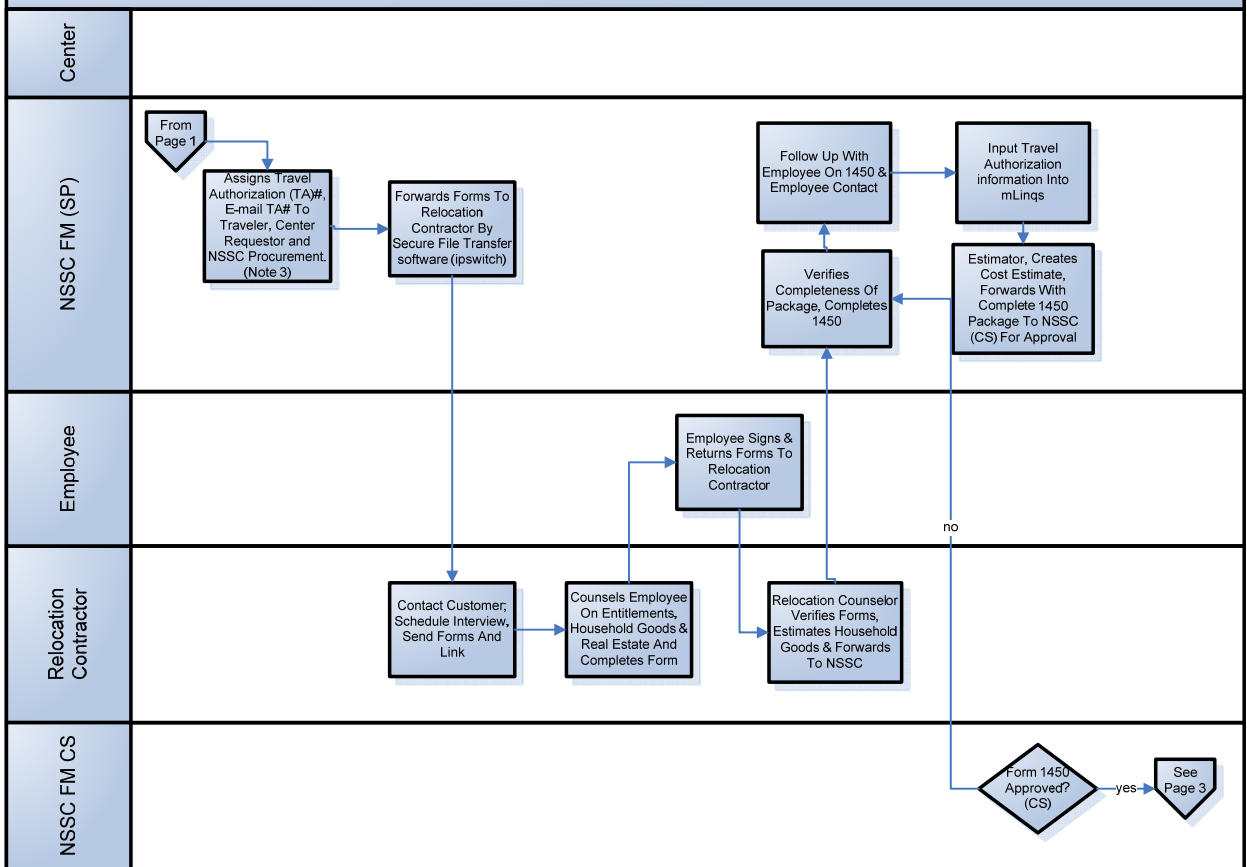 Center
NSSC FM (SP)
From
Page 1
Assigns Travel
Authorization (TA)#,
E-mail TA# To
Traveler, Center
Requestor and
NSSC Procurement.
(Note 3)
Forwards Forms To
Relocation
Contractor By
Secure File Transfer
software (ipswitch)
Follow Up With
Employee On 1450 &
Employee Contact
Input Travel
Authorization
information Into
mLinqs
Verifies
Completeness Of
Package, Completes
1450
Estimator, Creates
Cost Estimate,
Forwards With
Complete 1450
Package To NSSC
(CS) For Approval
Employee
Employee Signs &
Returns Forms To
Relocation
Contractor
no
Relocation
Contractor
Contact Customer;
Schedule Interview,
Send Forms And
Link
Counsels Employee
On Entitlements,
Household Goods &
Real Estate And
Completes Form
Relocation Counselor
Verifies Forms,
Estimates Household
Goods & Forwards
To NSSC
NSSC FM CS
Form 1450
Approved?
(CS)
yes
See
Page 3